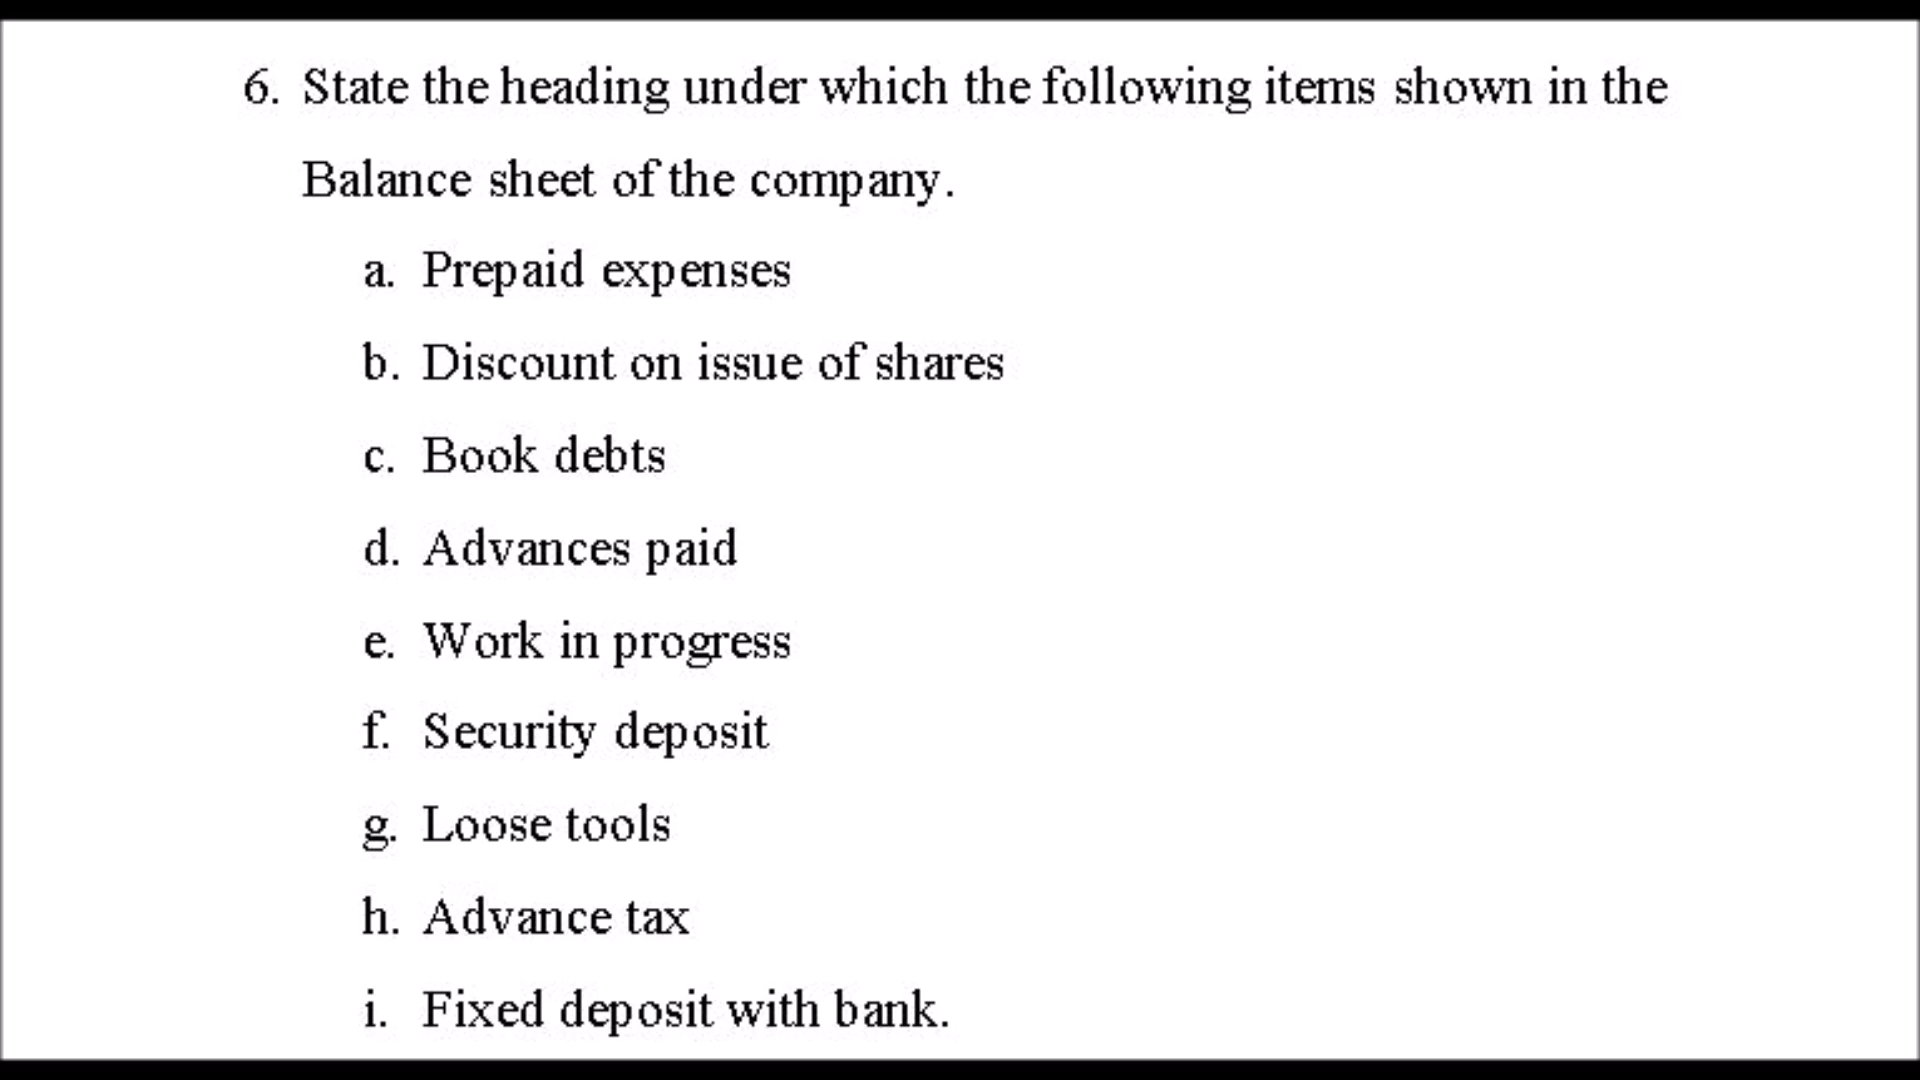 6. State the heading under which the following items shown in the
Balance sheet of the company.
a. Prepaid expenses
b. Discount on issue of shares
c. Book debts
d. Advances paid
e. Work in progress
f. Security deposit
g. Loose tools
h. Advance tax
i. Fixed deposit with bank.